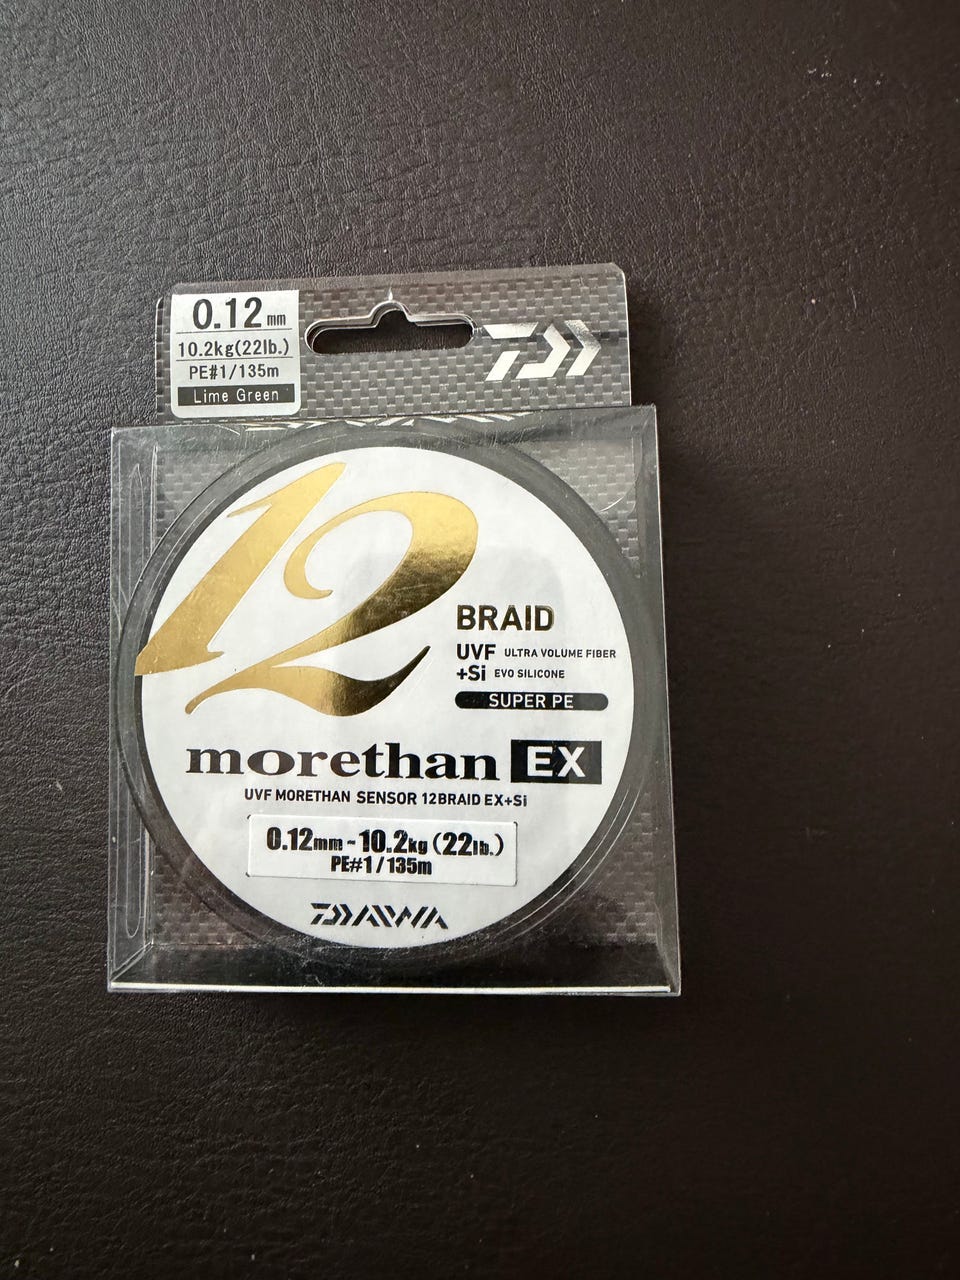 0.12mm
10.2kg(22lb.)
PE#1/135m
Lime Green
12
BRAID
UVF ULTRA VOLUME FIBER
+Si EVO SILICONE
SUPER PE
morethan EX
UVF MORETHAN SENSOR 12BRAID EX+Si
0.12mm-10.2kg(22lb.)
PE#1/135m
DAIWA